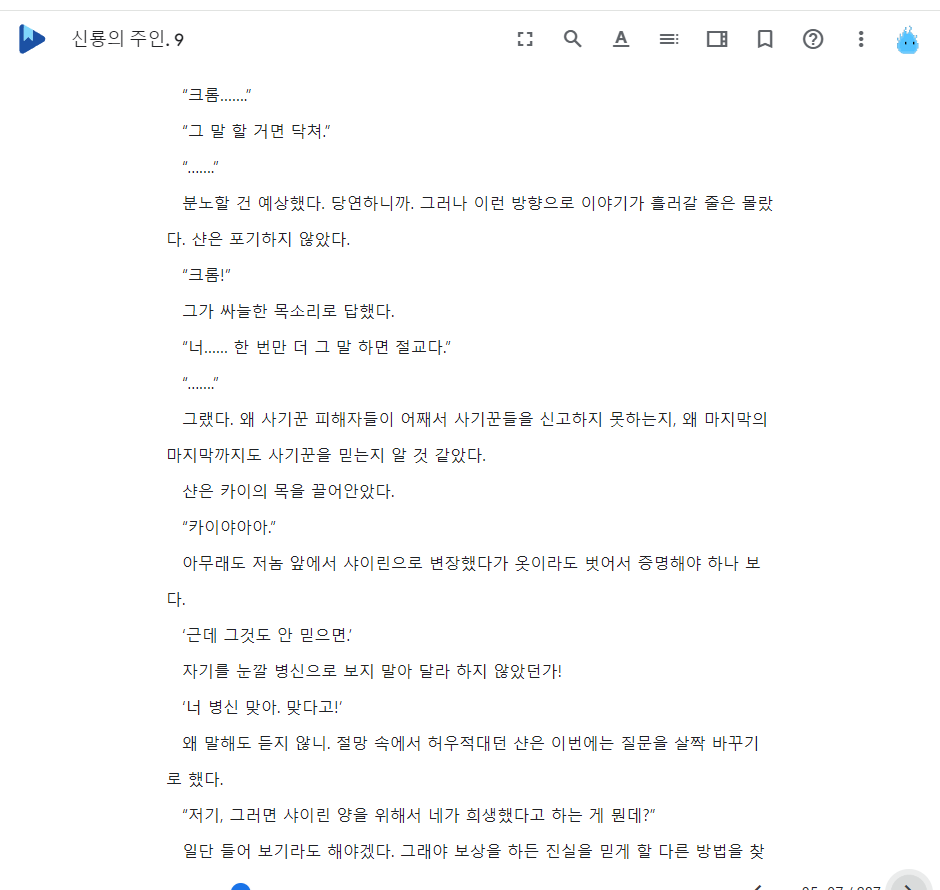 신룡의 주인. 9
“크롬.......”
“그 말 할 거면 닥쳐.”
“.......”
분노할 건 예상했다. 당연하니까. 그러나 이런 방향으로 이야기가 흘러갈 줄은 몰랐
다. 샨은 포기하지 않았다.
“크롬!”
그가 싸늘한 목소리로 답했다.
“너...... 한 번만 더 그 말 하면 절교다.”
“.......”
그랬다. 왜 사기꾼 피해자들이 어째서 사기꾼들을 신고하지 못하는지, 왜 마지막의
마지막까지도 사기꾼을 믿는지 알 것 같았다.
샨은 카이의 목을 끌어안았다.
“카이야아아.”
아무래도 저놈 앞에서 샤이린으로 변장했다가 옷이라도 벗어서 증명해야 하나 보
다.
‘근데 그것도 안 믿으면.’
자기를 눈깔 병신으로 보지 말아 달라 하지 않았던가!
‘너 병신 맞아. 맞다고!’
왜 말해도 듣지 않니. 절망 속에서 허우적대던 샨은 이번에는 질문을 살짝 바꾸기
로 했다.
“저기, 그러면 샤이린 양을 위해서 네가 희생했다고 하는 게 뭔데?”
일단 들어 보기라도 해야겠다. 그래야 보상을 하든 진실을 믿게 할 다른 방법을 찾